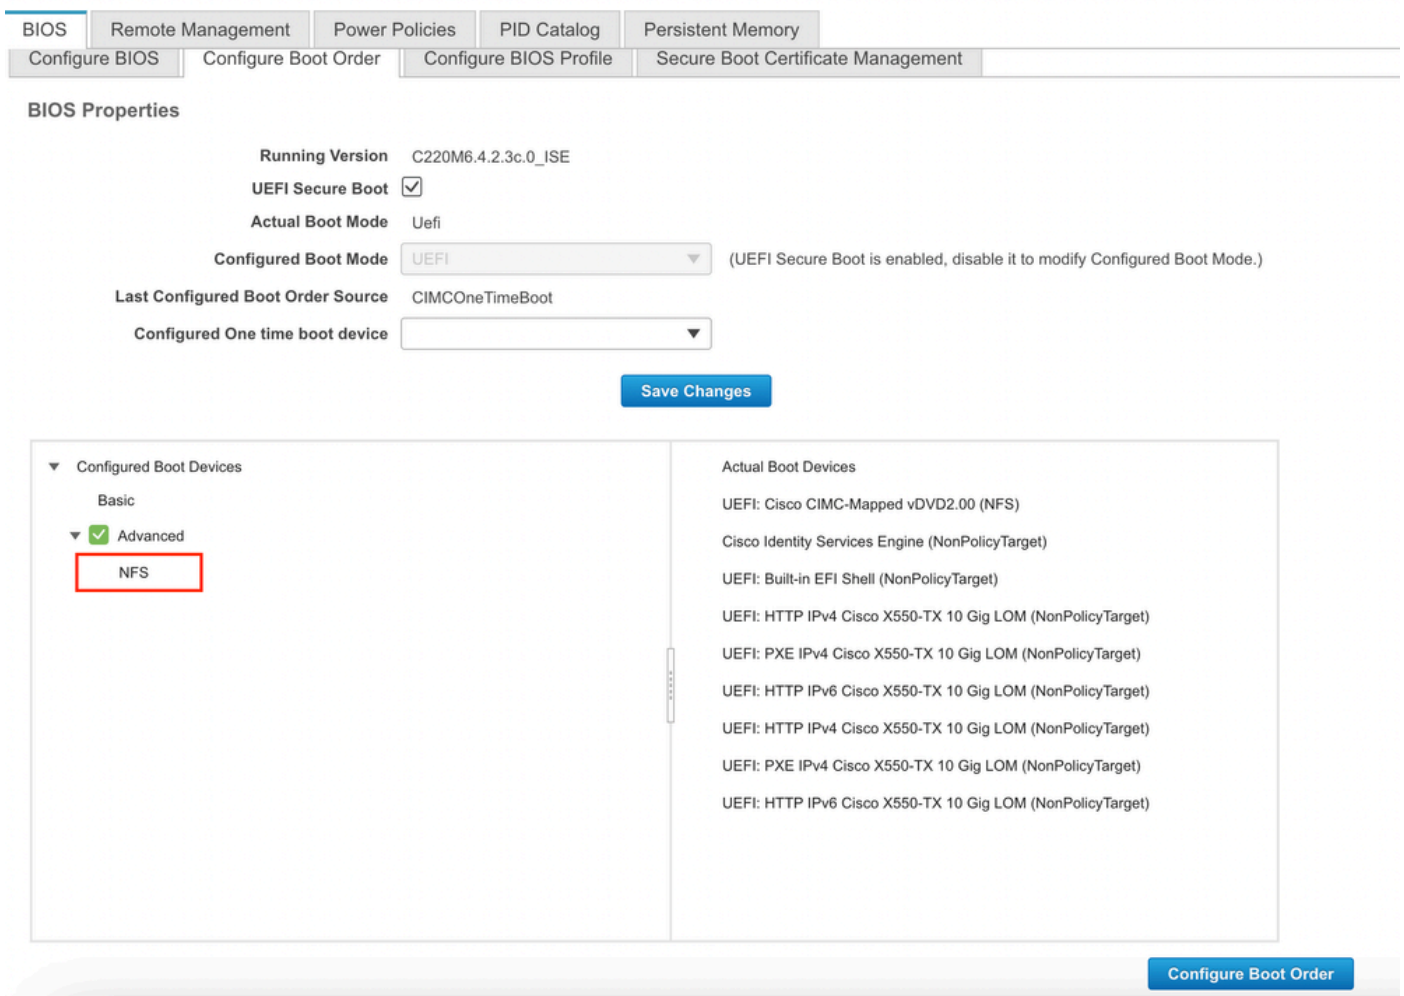 BIOS Remote Management Power Policies PID Catalog Persistent Memory
Configure BIOS Configure Boot Order Configure BIOS Profile Secure Boot Certificate Management
BIOS Properties
Running Version C220M6.4.2.3c.0_ISE
UEFI Secure Boot
Actual Boot Mode Uefi
Configured Boot Mode UEFI (UEFI Secure Boot is enabled, disable it to modify Configured Boot Mode.)
Last Configured Boot Order Source CIMCOneTimeBoot
Configured One time boot device
Save Changes
Configured Boot Devices
Basic
Advanced
NFS
Actual Boot Devices
UEFI: Cisco CIMC-Mapped vDVD2.00 (NFS)
Cisco Identity Services Engine (NonPolicyTarget)
UEFI: Built-in EFI Shell (NonPolicyTarget)
UEFI: HTTP IPv4 Cisco X550-TX 10 Gig LOM (NonPolicyTarget)
UEFI: PXE IPv4 Cisco X550-TX 10 Gig LOM (NonPolicyTarget)
UEFI: HTTP IPv6 Cisco X550-TX 10 Gig LOM (NonPolicyTarget)
UEFI: HTTP IPv4 Cisco X550-TX 10 Gig LOM (NonPolicyTarget)
UEFI: PXE IPv4 Cisco X550-TX 10 Gig LOM (NonPolicyTarget)
UEFI: HTTP IPv6 Cisco X550-TX 10 Gig LOM (NonPolicyTarget)
Configure Boot Order